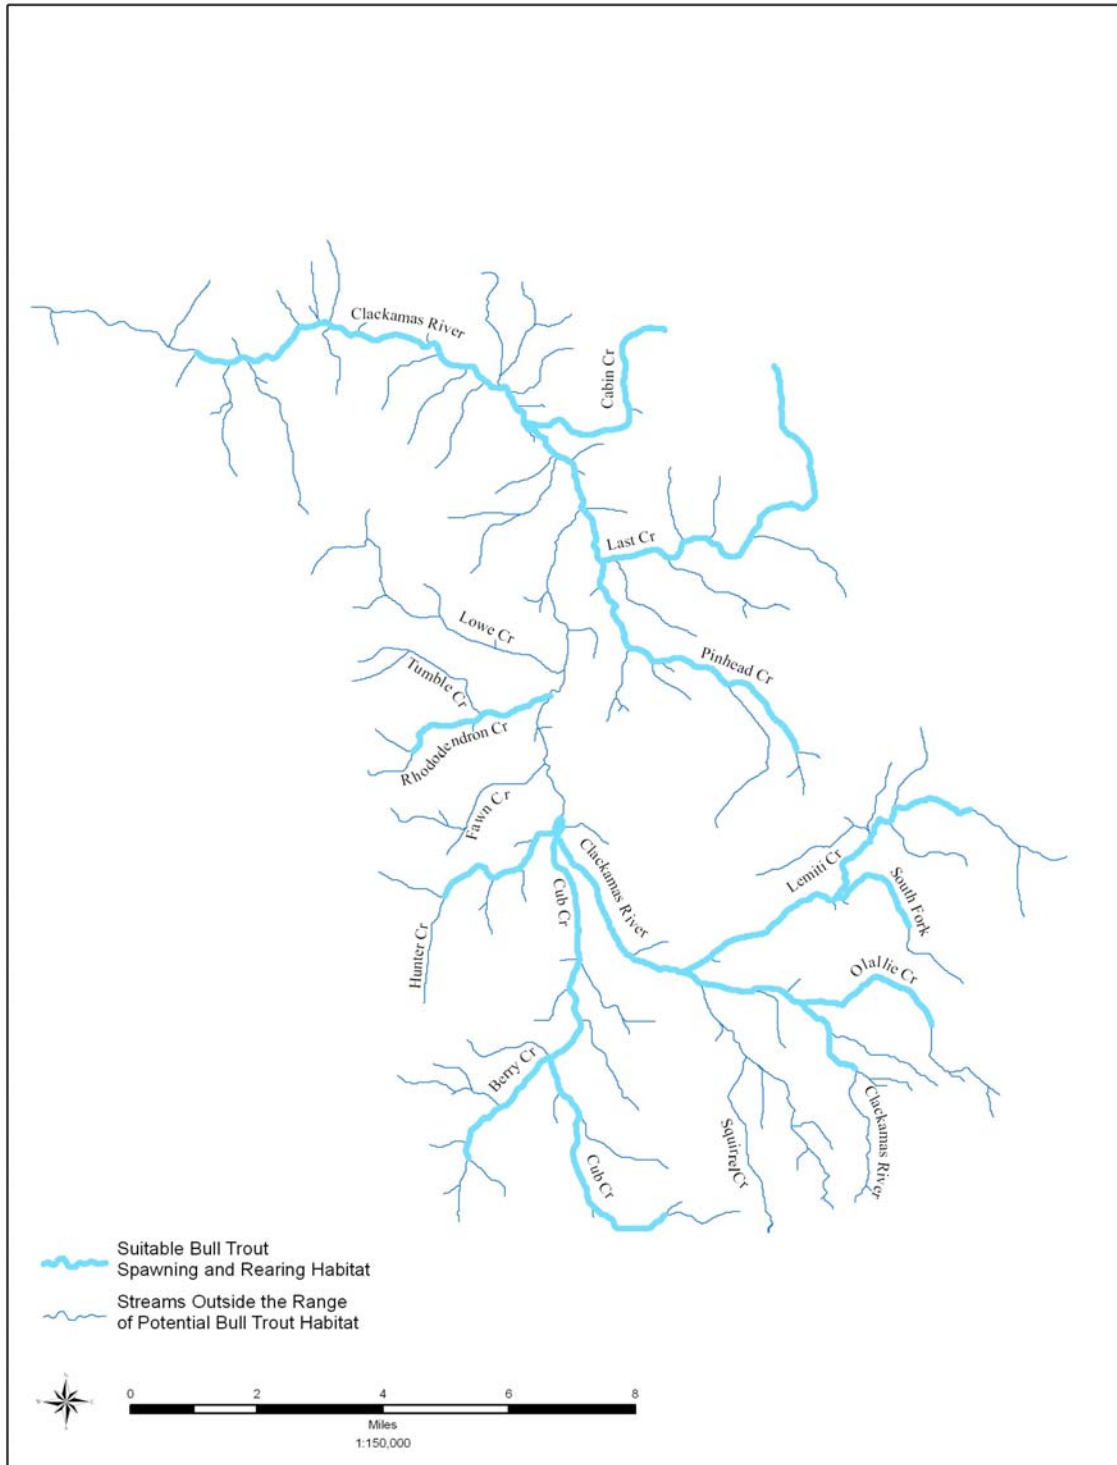 Clackamas River
Cabin Cr
Last Cr
Lowe Cr
Pinhead Cr
Tumble Cr
Rhododendron Cr
Fawn Cr
Clackamas River
Lemiti Cr
South Fork
Cub Cr
Hunter Cr
Olallie Cr
Berry Cr
Clackamas River
Squirrel Cr
Cub Cr
Suitable Bull Trout
Spawning and Rearing Habitat
Streams Outside the Range
of Potential Bull Trout Habitat
0 2 4 6 8
Miles
1:150,000